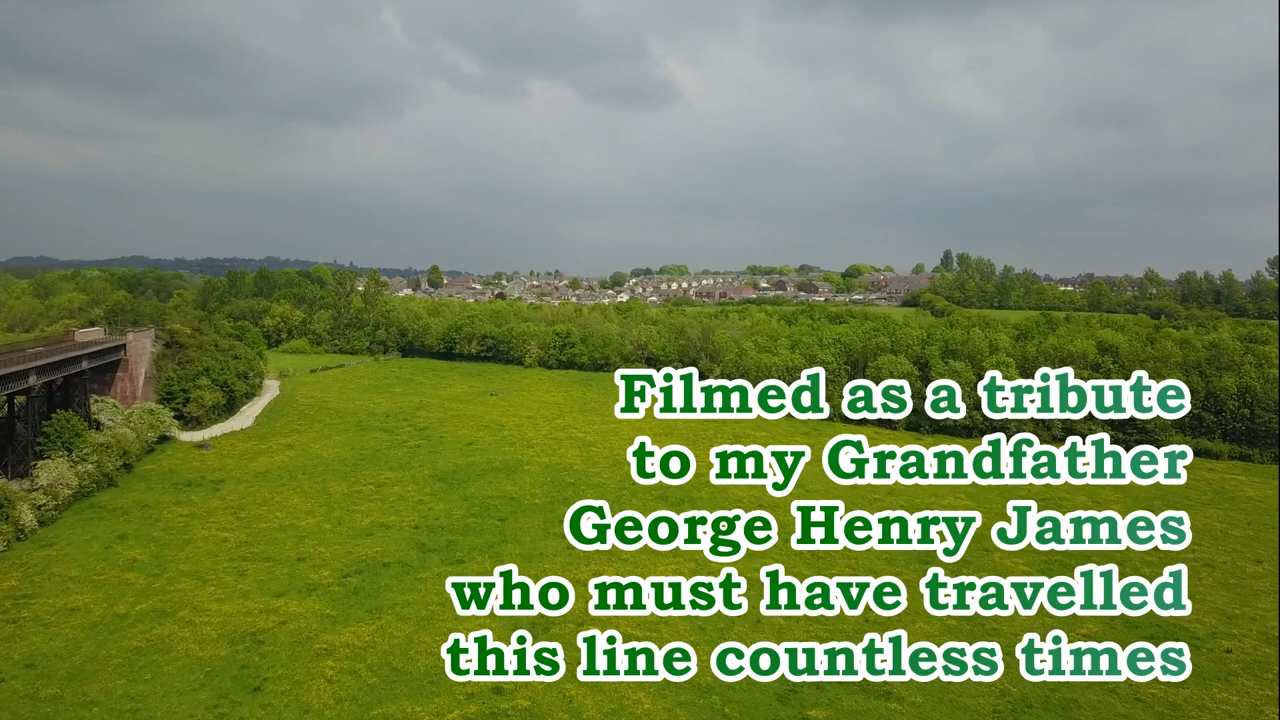 Filmed as a tribute
to my Grandfather
George Henry James
who must have travelled
this line countless times